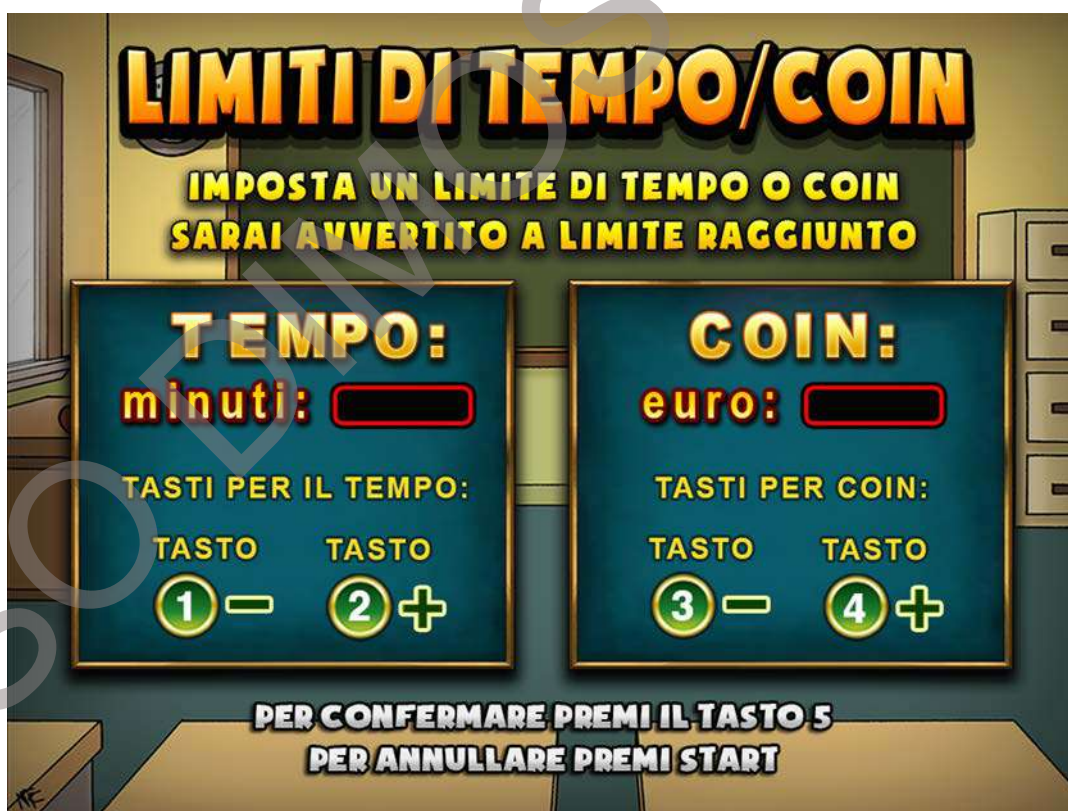 LIMITI DI TEMPO/COIN
IMPOSTA UN LIMITE DI TEMPO O COIN
SARAI AVVERTITO A LIMITE RAGGIUNTO
TEMPO:
minuti:
TASTI PER IL TEMPO:
TASTO TASTO
1 - 2 +
COIN:
euro:
TASTI PER COIN:
TASTO TASTO
3 - 4 +
PER CONFERMARE PREMI IL TASTO 5
PER ANNULLARE PREMI START